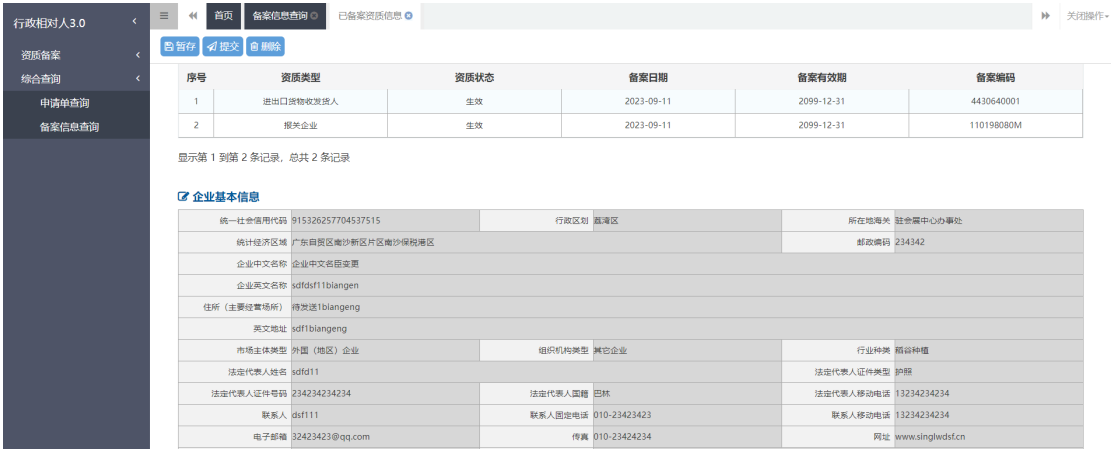 行政相对人3.0
首页 备案信息查询 已备案资质信息 关闭操作
暂存 提交 删除
资质备案
综合查询
申请单查询
备案信息查询
序号 资质类型 资质状态 备案日期 备案有效期 备案编码
1 进出口货物收发货人 生效 2023-09-11 2099-12-31 4430640001
2 报关企业 生效 2023-09-11 2099-12-31 110198080M
显示第 1 到第 2 条记录，总共 2 条记录
企业基本信息
统一社会信用代码 915326257704537515 行政区划 荔湾区 所在地海关 驻会展中心办事处
统计经济区域 广东自贸区南沙新区片区南沙保税港区 邮政编码 234342
企业中文名称 企业中文名臣变更
企业英文名称 sdfdsf11biangen
住所（主要经营场所） 待发送1biangeng
英文地址 sdf1biangeng
市场主体类型 外国（地区）企业 组织机构类型 其它企业 行业种类 稻谷种植
法定代表人姓名 sdfd11 法定代表人证件类型 护照
法定代表人证件号码 234234234234 法定代表人国籍 巴林 法定代表人移动电话 13234234234
联系人 dsf111 联系人固定电话 010-23423423 联系人移动电话 13234234234
电子邮箱 32423423@qq.com 传真 010-23424234 网址 www.singlwdsf.cn